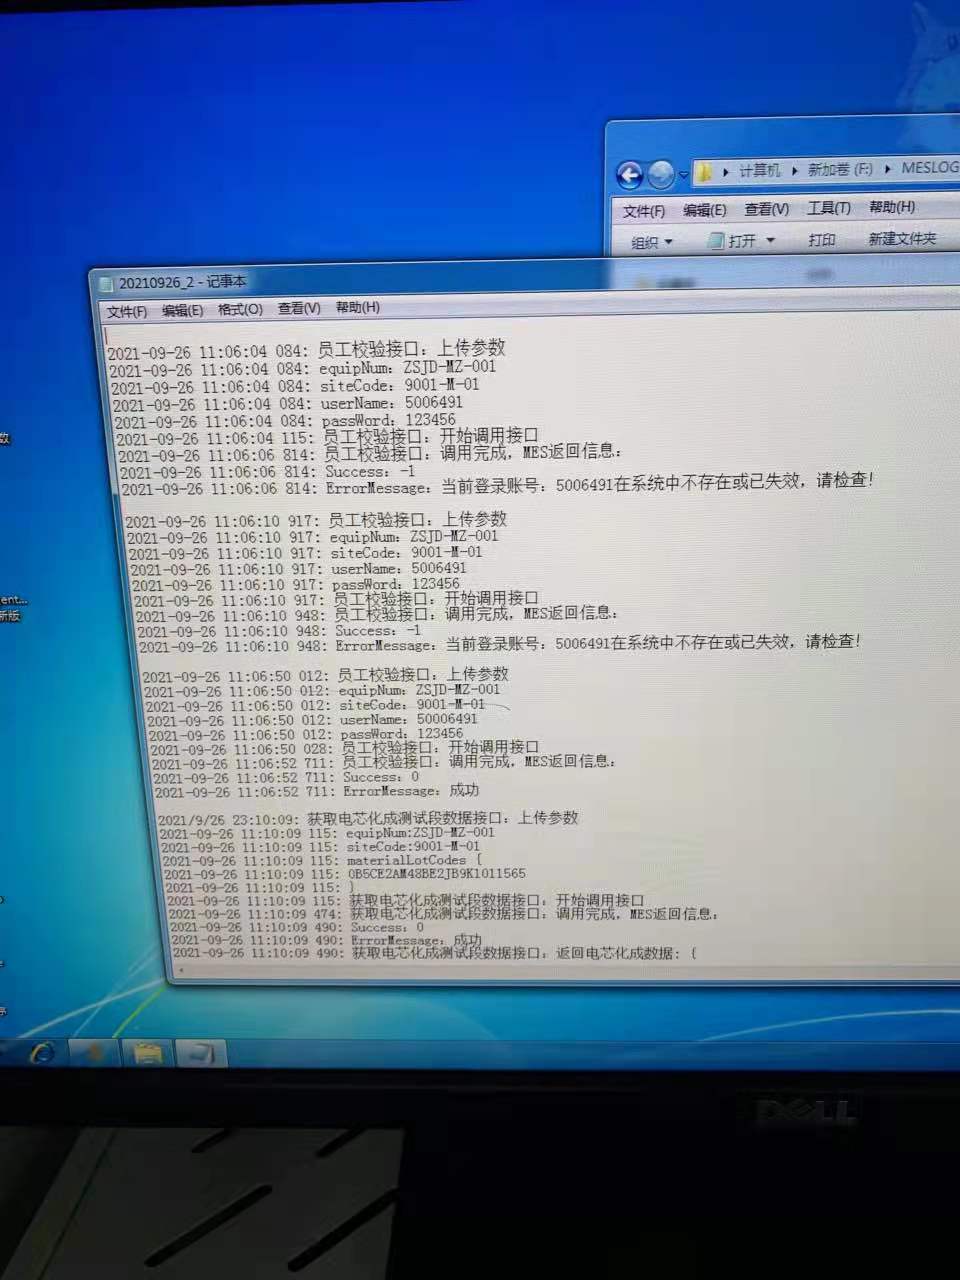 计算机 ▸ 新加卷 (F:) ▸ MESLOG
文件(F) 编辑(E) 查看(V) 工具(T) 帮助(H)
组织 打开 打印 新建文件夹
20210926_2 - 记事本
文件(F) 编辑(E) 格式(O) 查看(V) 帮助(H)
2021-09-26 11:06:04 084: 员工校验接口: 上传参数
2021-09-26 11:06:04 084: equipNum: ZSJD-MZ-001
2021-09-26 11:06:04 084: siteCode: 9001-M-01
2021-09-26 11:06:04 084: userName: 5006491
2021-09-26 11:06:04 084: passWord: 123456
2021-09-26 11:06:04 115: 员工校验接口: 开始调用接口
2021-09-26 11:06:06 814: 员工校验接口: 调用完成，MES返回信息:
2021-09-26 11:06:06 814: Success: -1
2021-09-26 11:06:06 814: ErrorMessage: 当前登录账号: 5006491在系统中不存在或已失效，请检查!
2021-09-26 11:06:10 917: 员工校验接口: 上传参数
2021-09-26 11:06:10 917: equipNum: ZSJD-MZ-001
2021-09-26 11:06:10 917: siteCode: 9001-M-01
2021-09-26 11:06:10 917: userName: 5006491
2021-09-26 11:06:10 917: passWord: 123456
2021-09-26 11:06:10 917: 员工校验接口: 开始调用接口
2021-09-26 11:06:10 948: 员工校验接口: 调用完成，MES返回信息:
2021-09-26 11:06:10 948: Success: -1
2021-09-26 11:06:10 948: ErrorMessage: 当前登录账号: 5006491在系统中不存在或已失效，请检查!
2021-09-26 11:06:50 012: 员工校验接口: 上传参数
2021-09-26 11:06:50 012: equipNum: ZSJD-MZ-001
2021-09-26 11:06:50 012: siteCode: 9001-M-01
2021-09-26 11:06:50 012: userName: 50006491
2021-09-26 11:06:50 012: passWord: 123456
2021-09-26 11:06:50 028: 员工校验接口: 开始调用接口
2021-09-26 11:06:52 711: 员工校验接口: 调用完成，MES返回信息:
2021-09-26 11:06:52 711: Success: 0
2021-09-26 11:06:52 711: ErrorMessage: 成功
2021/9/26 23:10:09: 获取电芯化成测试段数据接口: 上传参数
2021-09-26 11:10:09 115: equipNum:ZSJD-MZ-001
2021-09-26 11:10:09 115: siteCode:9001-M-01
2021-09-26 11:10:09 115: materialLotCodes [
2021-09-26 11:10:09 115: 0B5CE2AM48BE2JB9K1011565
2021-09-26 11:10:09 115: ]
2021-09-26 11:10:09 115: 获取电芯化成测试段数据接口: 开始调用接口
2021-09-26 11:10:09 474: 获取电芯化成测试段数据接口: 调用完成，MES返回信息:
2021-09-26 11:10:09 490: Success: 0
2021-09-26 11:10:09 490: ErrorMessage: 成功
2021-09-26 11:10:09 490: 获取电芯化成测试段数据接口: 返回电芯化成数据: {
数
ent...
新版
DELL